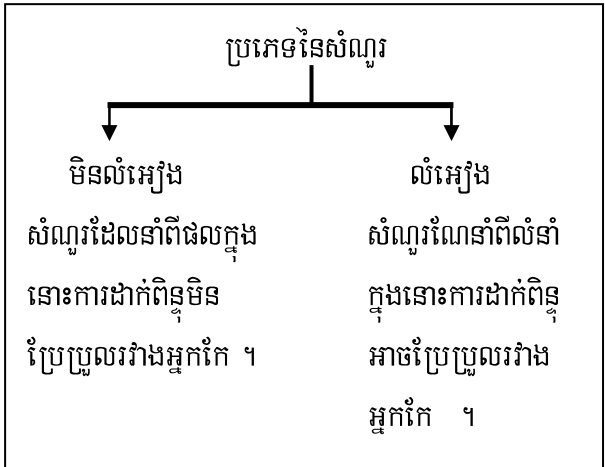 ប្រភេទនៃសំណួរ
មិនលំអៀង
សំណួរដែលនាំពីផលក្នុង
នោះការដាក់ពិន្ទុមិន
ប្រែប្រួលរវាងអ្នកកែ ។
លំអៀង
សំណួរណែនាំពីលំនាំ
ក្នុងនោះការដាក់ពិន្ទុ
អាចប្រែប្រួលរវាង
អ្នកកែ ។